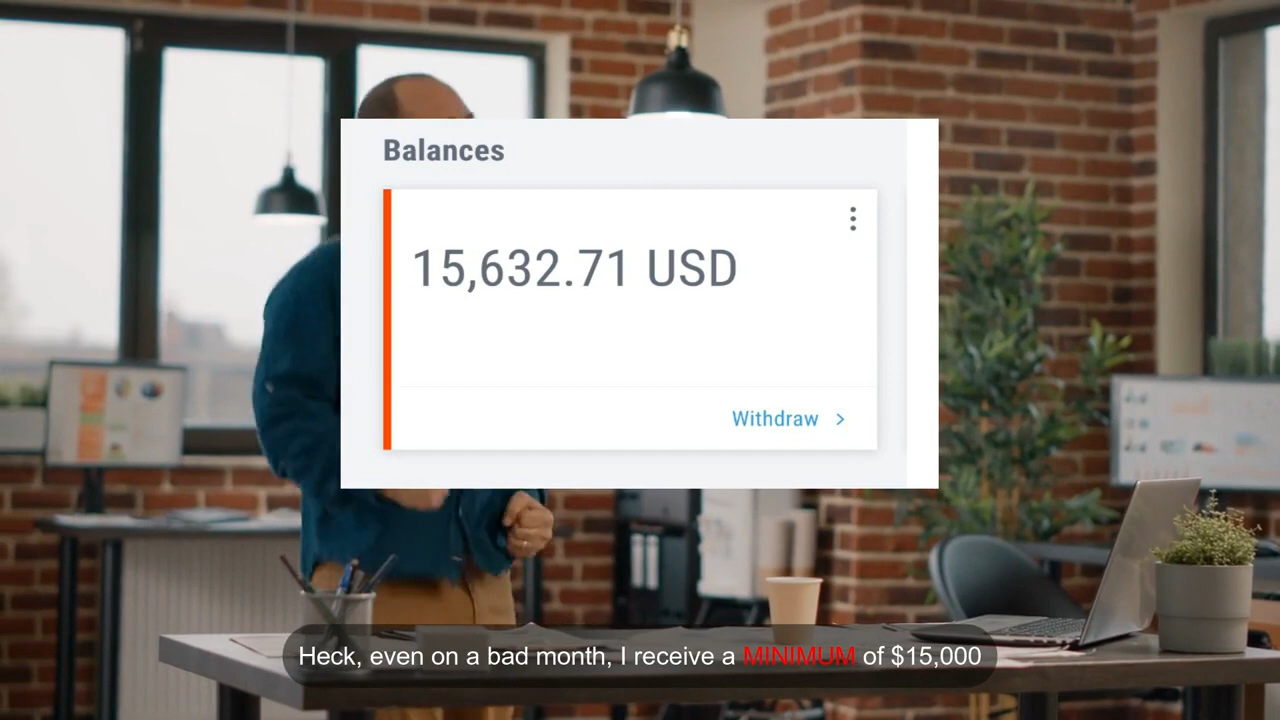 Balances
15,632.71 USD
Withdraw
Heck, even on a bad month, I receive a MINIMUM of $15,000